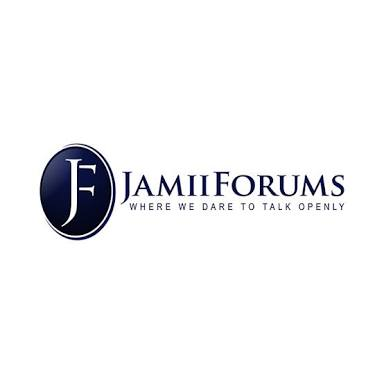 JF
JAMIIFORUMS
WHERE WE DARE TO TALK OPENLY